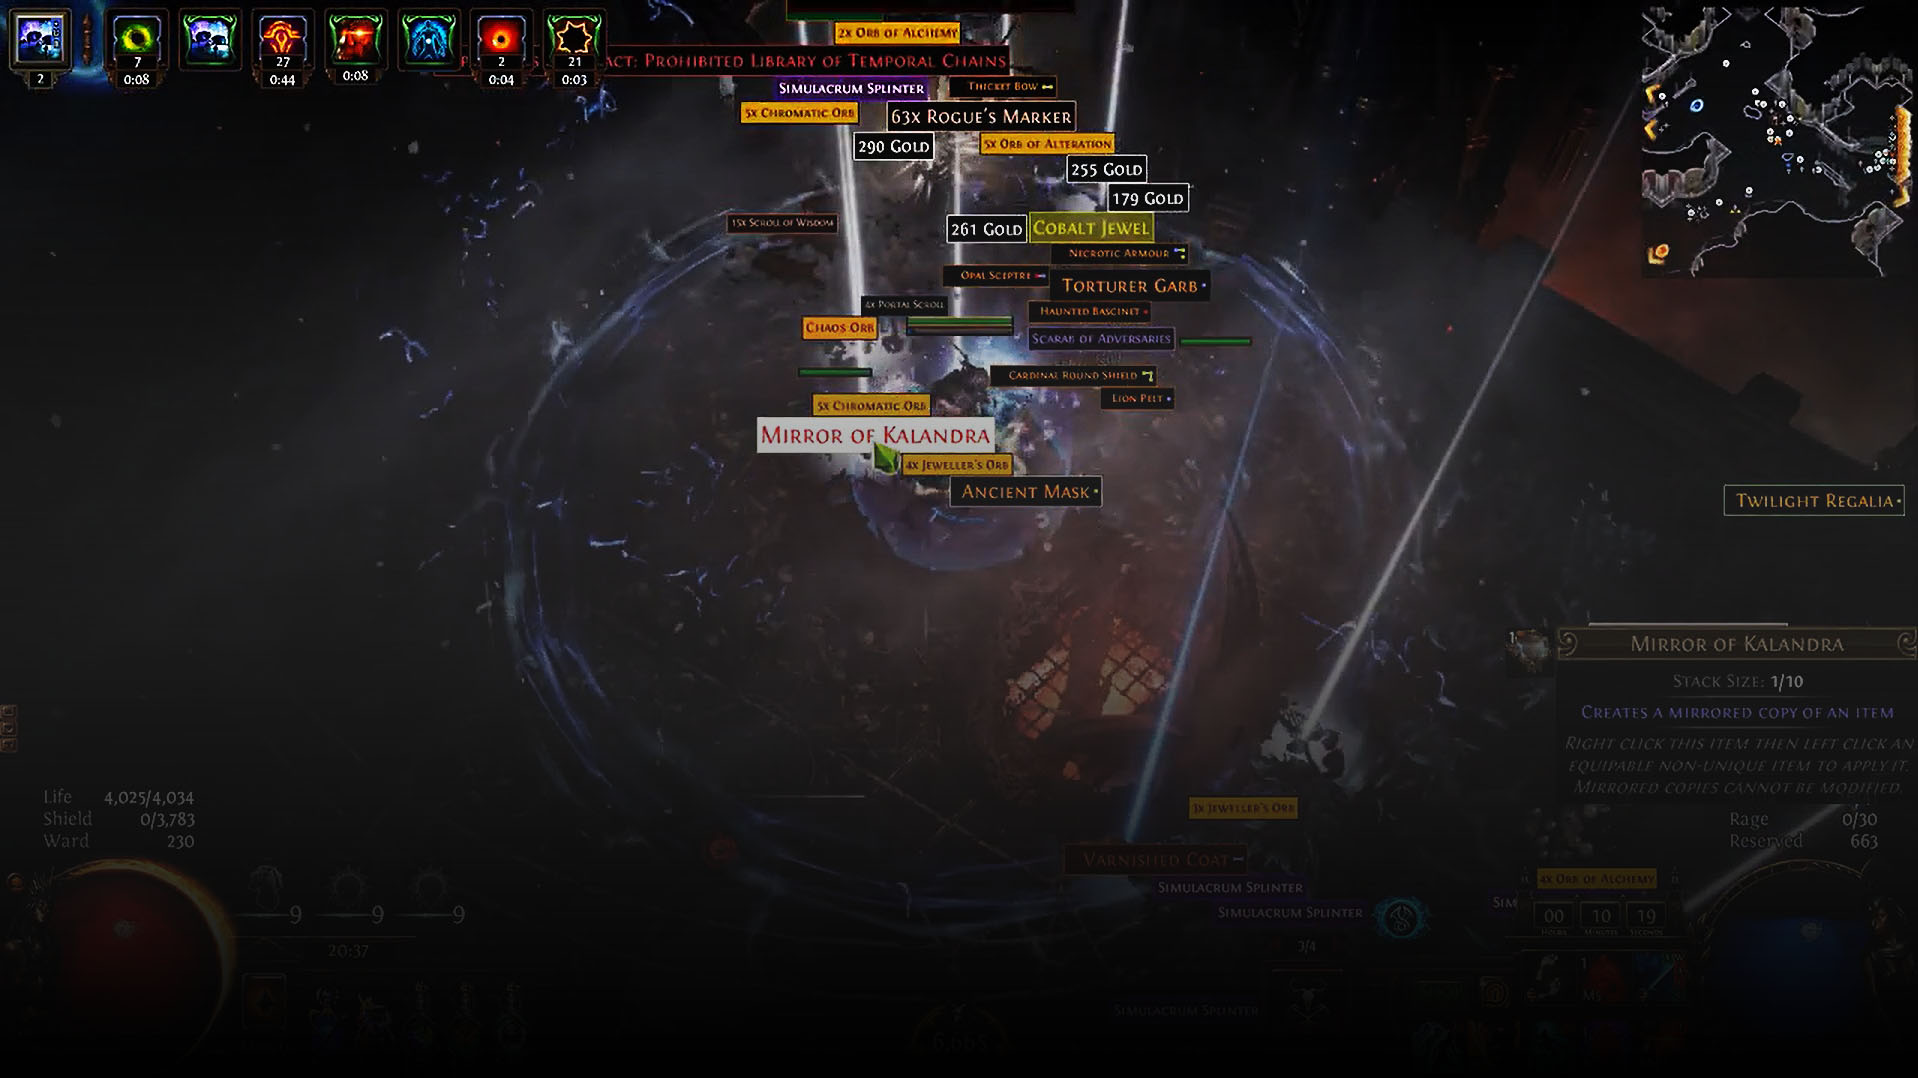 2
7
0:08
27
0:44
0:08
2
0:04
21
0:03
2x Orb of Alchemy
act: Prohibited Library of Temporal Chains
Simulacrum Splinter
Thicket Bow
5x Chromatic Orb
63x Rogue's Marker
290 Gold
5x Orb of Alteration
255 Gold
179 Gold
15x Scroll of Wisdom
261 Gold
Cobalt Jewel
Necrotic Armour
Opal Sceptre
Torturer Garb
4x Portal Scroll
Haunted Bascinet
Chaos Orb
Scarab of Adversaries
Cardinal Round Shield
Lion Pelt
5x Chromatic Orb
Mirror of Kalandra
4x Jeweller's Orb
Ancient Mask
Twilight Regalia
1
Mirror of Kalandra
Stack Size: 1/10
Creates a mirrored copy of an item
Right click this item then left click an
equipable non-unique item to apply it.
Mirrored copies cannot be modified.
Life 4,025/4,034
Shield 0/3,783
Ward 230
3x Jeweller's Orb
Rage 0/30
Reserved 663
Varnished Coat
4x Orb of Alchemy
Simulacrum Splinter
Simulacrum Splinter
Sim
00 10 19
Hours Minutes Seconds
9 9 9
20:37
3/4
Simulacrum Splinter